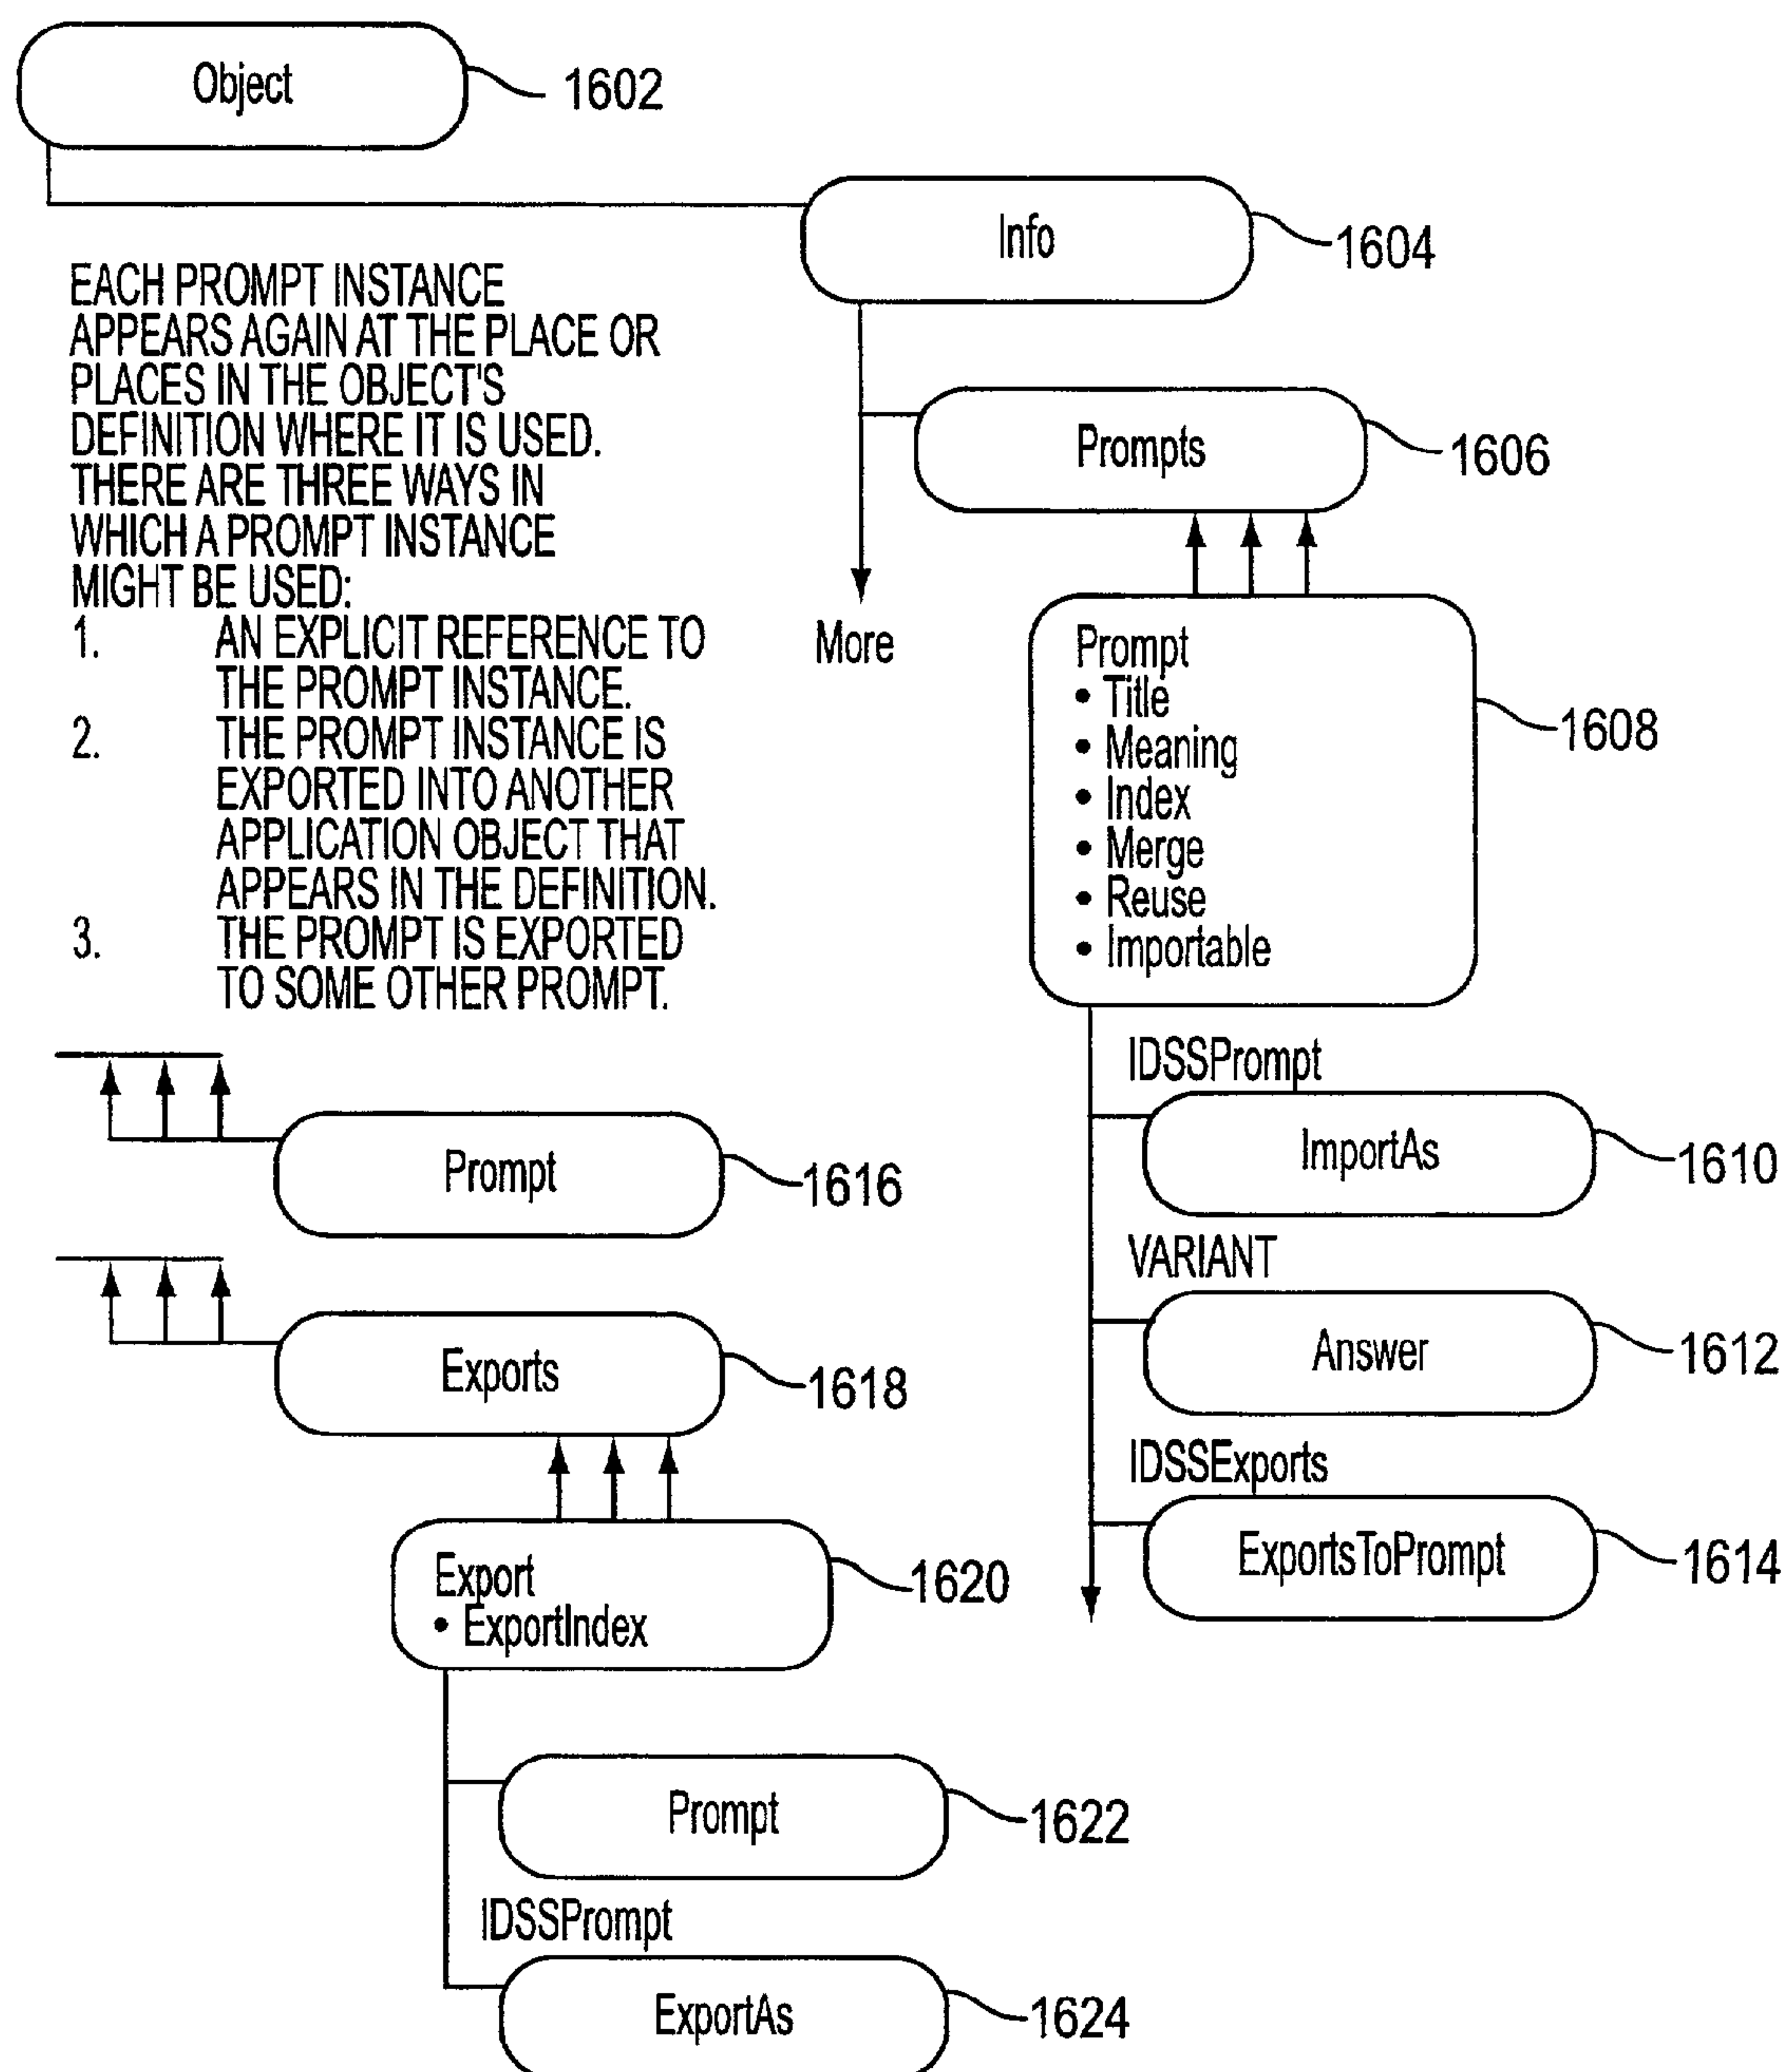 Object
1602
Info
1604
EACH PROMPT INSTANCE
APPEARS AGAIN AT THE PLACE OR
PLACES IN THE OBJECT'S
DEFINITION WHERE IT IS USED.
THERE ARE THREE WAYS IN
WHICH A PROMPT INSTANCE
MIGHT BE USED:
1. AN EXPLICIT REFERENCE TO
THE PROMPT INSTANCE.
2. THE PROMPT INSTANCE IS
EXPORTED INTO ANOTHER
APPLICATION OBJECT THAT
APPEARS IN THE DEFINITION.
3. THE PROMPT IS EXPORTED
TO SOME OTHER PROMPT.
Prompts
1606
More
Prompt
• Title
• Meaning
• Index
• Merge
• Reuse
• Importable
1608
IDSSPrompt
ImportAs
1610
VARIANT
Answer
1612
IDSSExports
ExportsToPrompt
1614
Prompt
1616
Exports
1618
Export
• ExportIndex
1620
Prompt
1622
IDSSPrompt
ExportAs
1624